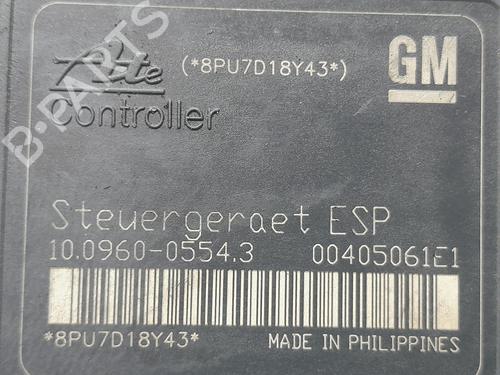 Ate
(*8PU7D18Y43*)
GM
Controller
B-PARTS
Steuergeraet ESP
10.0960-0554.3 00405061E1
*8PU7D18Y43* MADE IN PHILIPPINES